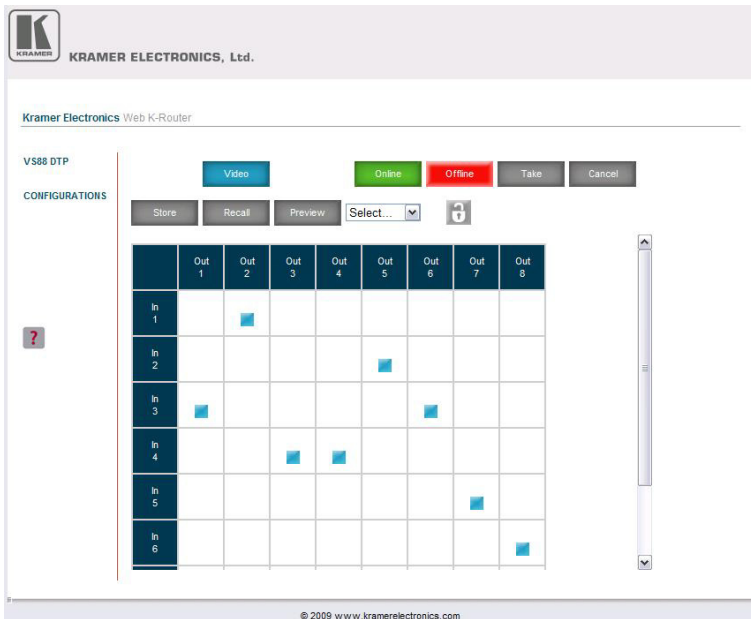 KRAMER
KRAMER ELECTRONICS, Ltd.
Kramer Electronics Web K-Router
VS88 DTP
CONFIGURATIONS
?
Video
Online
Offline
Take
Cancel
Store
Recall
Preview
Select...
Out 1
Out 2
Out 3
Out 4
Out 5
Out 6
Out 7
Out 8
In 1
In 2
In 3
In 4
In 5
In 6
© 2009 www.kramerelectronics.com